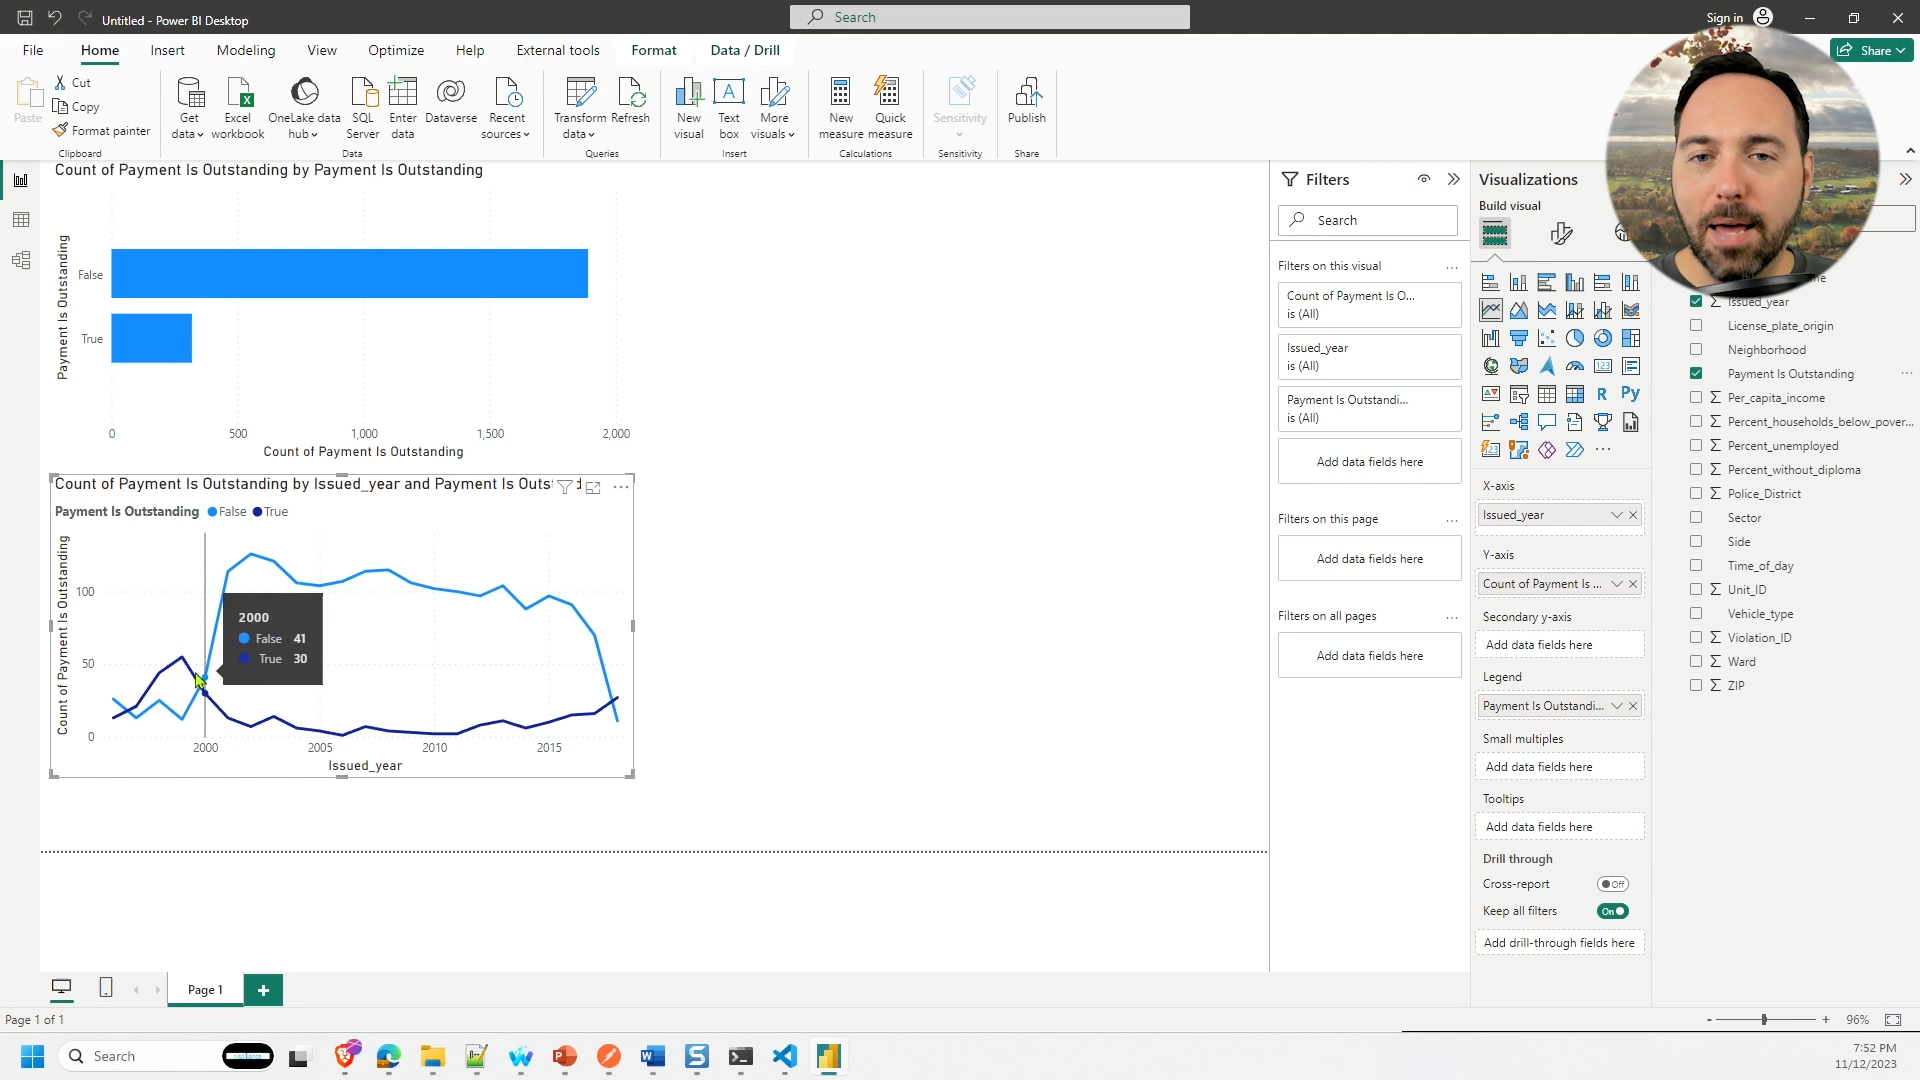 Untitled - Power BI Desktop
Search
Sign in
File Home Insert Modeling View Optimize Help External tools Format Data / Drill
Share
Paste
Cut
Copy
Format painter
Clipboard
Get data
Excel workbook
OneLake data hub
SQL Server
Enter data
Dataverse
Recent sources
Data
Transform data
Refresh
Queries
New visual
Text box
More visuals
Insert
New measure
Quick measure
Calculations
Sensitivity
Sensitivity
Publish
Share
Count of Payment Is Outstanding by Payment Is Outstanding
Payment Is Outstanding
False
True
0 500 1,000 1,500 2,000
Count of Payment Is Outstanding
Count of Payment Is Outstanding by Issued_year and Payment Is Outst
Payment Is Outstanding False True
Count of Payment Is Outstanding
100
50
0
2000
False 41
True 30
2000 2005 2010 2015
Issued_year
Filters
Search
Filters on this visual
Count of Payment Is O...
is (All)
Issued_year
is (All)
Payment Is Outstandi...
is (All)
Add data fields here
Filters on this page
Add data fields here
Filters on all pages
Add data fields here
Visualizations
Build visual
R Py
123
X-axis
Issued_year
Y-axis
Count of Payment Is ...
Secondary y-axis
Add data fields here
Legend
Payment Is Outstandi...
Small multiples
Add data fields here
Tooltips
Add data fields here
Drill through
Cross-report Off
Keep all filters On
Add drill-through fields here
Issued_year
License_plate_origin
Neighborhood
Payment Is Outstanding
Per_capita_income
Percent_households_below_pover...
Percent_unemployed
Percent_without_diploma
Police_District
Sector
Side
Time_of_day
Unit_ID
Vehicle_type
Violation_ID
Ward
ZIP
Page 1
Page 1 of 1
- + 96%
Search
7:52 PM
11/12/2023